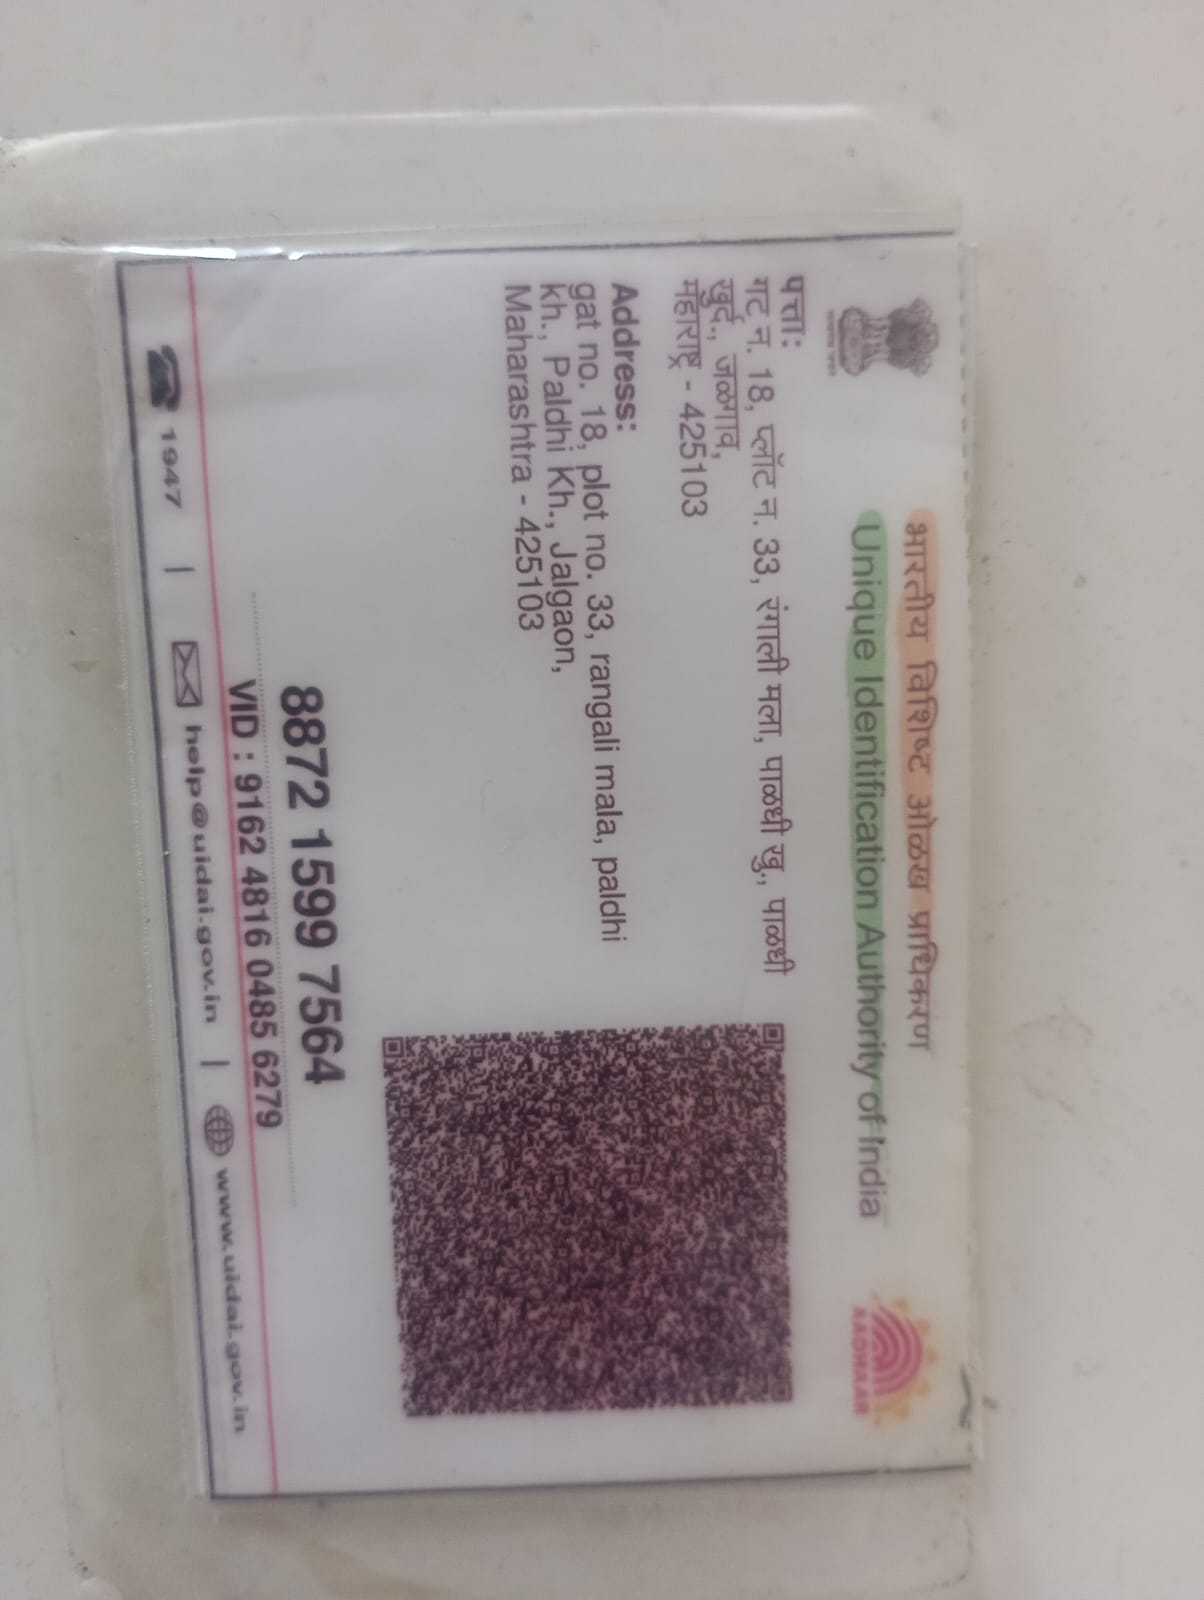 भारतीय विशिष्ट ओळख प्राधिकरण
Unique Identification Authority of India
AADHAAR
पत्ता:
गट न. 18, प्लॉट न. 33, रंगाली मला, पाळधी खु., पाळधी
खुर्द., जळगाव,
महाराष्ट्र - 425103
Address:
gat no. 18, plot no. 33, rangali mala, paldhi
kh., Paldhi Kh., Jalgaon,
Maharashtra - 425103
8872 1599 7564
VID : 9162 4816 0485 6279
1947 | help@uidai.gov.in | www.uidai.gov.in